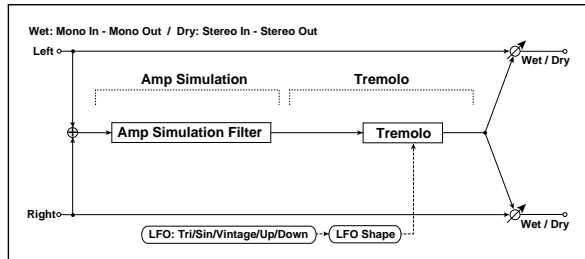 Wet: Mono In - Mono Out / Dry: Stereo In - Stereo Out
Left
Wet / Dry
Amp Simulation
Tremolo
Amp Simulation Filter
Tremolo
Right
Wet / Dry
LFO: Tri/Sin/Vintage/Up/Down
LFO Shape